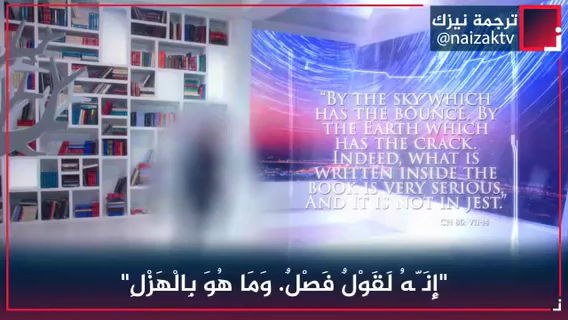 ترجمة نيزك
@naizaktv
“BY THE SKY WHICH
HAS THE BOUNCE. BY
THE EARTH WHICH
HAS THE CRACK.
INDEED, WHAT IS
WRITTEN INSIDE THE
BOOK IS VERY SERIOUS,
AND IT IS NOT IN JEST.”
"إِنَّهُ لَقَوْلٌ فَصْلٌ. وَمَا هُوَ بِالْهَزْلِ"